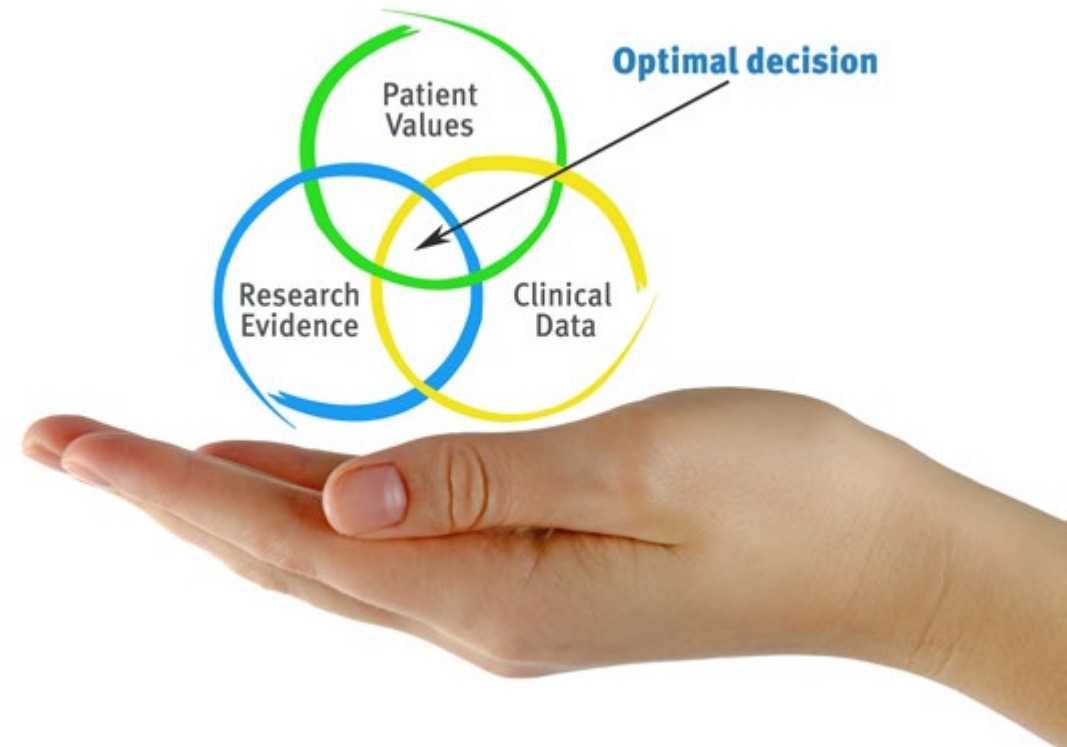 Optimal decision
Patient
Values
Research
Evidence
Clinical
Data